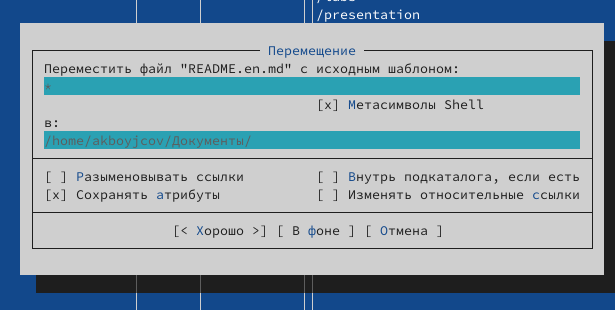 /presentation
Перемещение
Переместить файл "README.en.md" с исходным шаблоном:
*
[x] Метасимволы Shell
в:
/home/akboyjcov/Документы/
[ ] Разыменовывать ссылки [ ] Внутрь подкаталога, если есть
[x] Сохранять атрибуты [ ] Изменять относительные ссылки
[< Хорошо >] [ В фоне ] [ Отмена ]